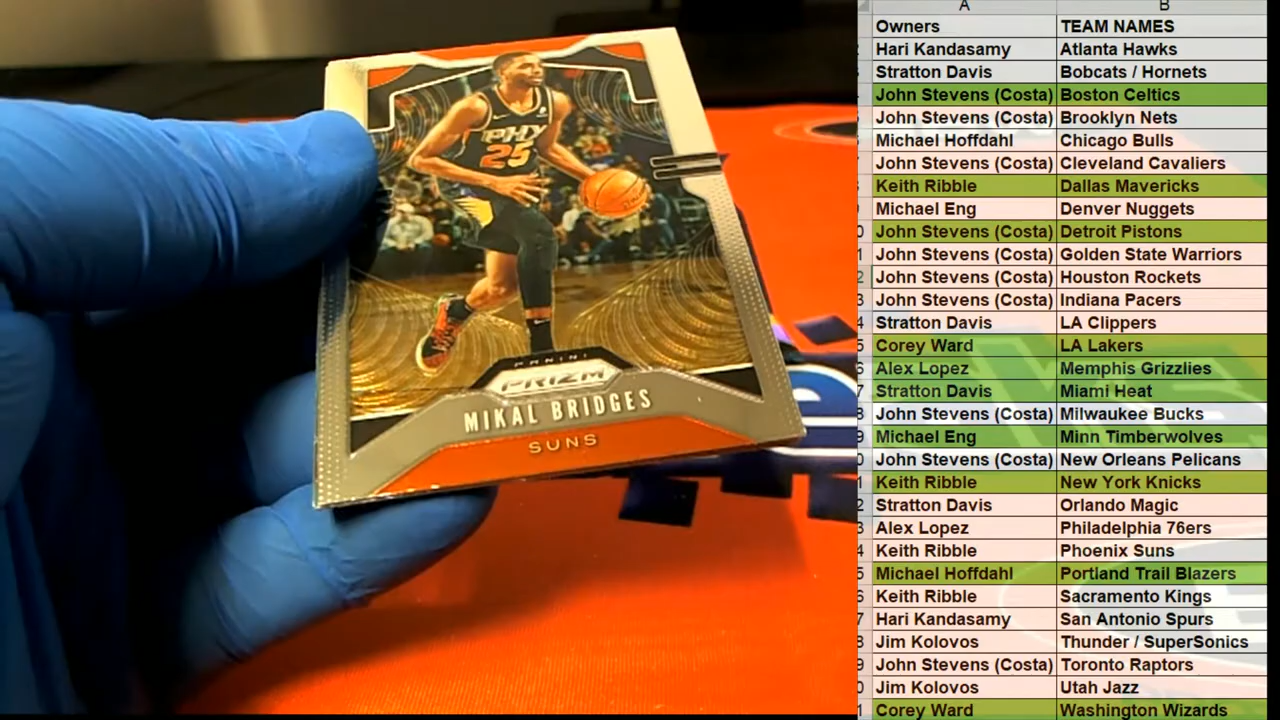 PHX
25
PANINI
PRIZM
MIKAL BRIDGES
SUNS
A B
Owners TEAM NAMES
Hari Kandasamy Atlanta Hawks
Stratton Davis Bobcats / Hornets
John Stevens (Costa) Boston Celtics
John Stevens (Costa) Brooklyn Nets
Michael Hoffdahl Chicago Bulls
John Stevens (Costa) Cleveland Cavaliers
Keith Ribble Dallas Mavericks
Michael Eng Denver Nuggets
John Stevens (Costa) Detroit Pistons
John Stevens (Costa) Golden State Warriors
John Stevens (Costa) Houston Rockets
John Stevens (Costa) Indiana Pacers
Stratton Davis LA Clippers
Corey Ward LA Lakers
Alex Lopez Memphis Grizzlies
Stratton Davis Miami Heat
John Stevens (Costa) Milwaukee Bucks
Michael Eng Minn Timberwolves
John Stevens (Costa) New Orleans Pelicans
Keith Ribble New York Knicks
Stratton Davis Orlando Magic
Alex Lopez Philadelphia 76ers
Keith Ribble Phoenix Suns
Michael Hoffdahl Portland Trail Blazers
Keith Ribble Sacramento Kings
Hari Kandasamy San Antonio Spurs
Jim Kolovos Thunder / SuperSonics
John Stevens (Costa) Toronto Raptors
Jim Kolovos Utah Jazz
Corey Ward Washington Wizards